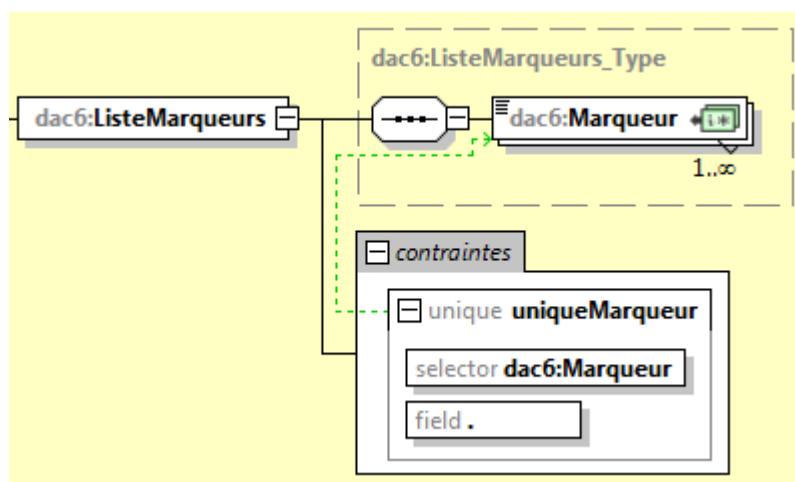 dac6:ListeMarqueurs_Type
dac6:ListeMarqueurs
dac6:Marqueur
1..∞
contraintes
unique uniqueMarqueur
selector dac6:Marqueur
field .